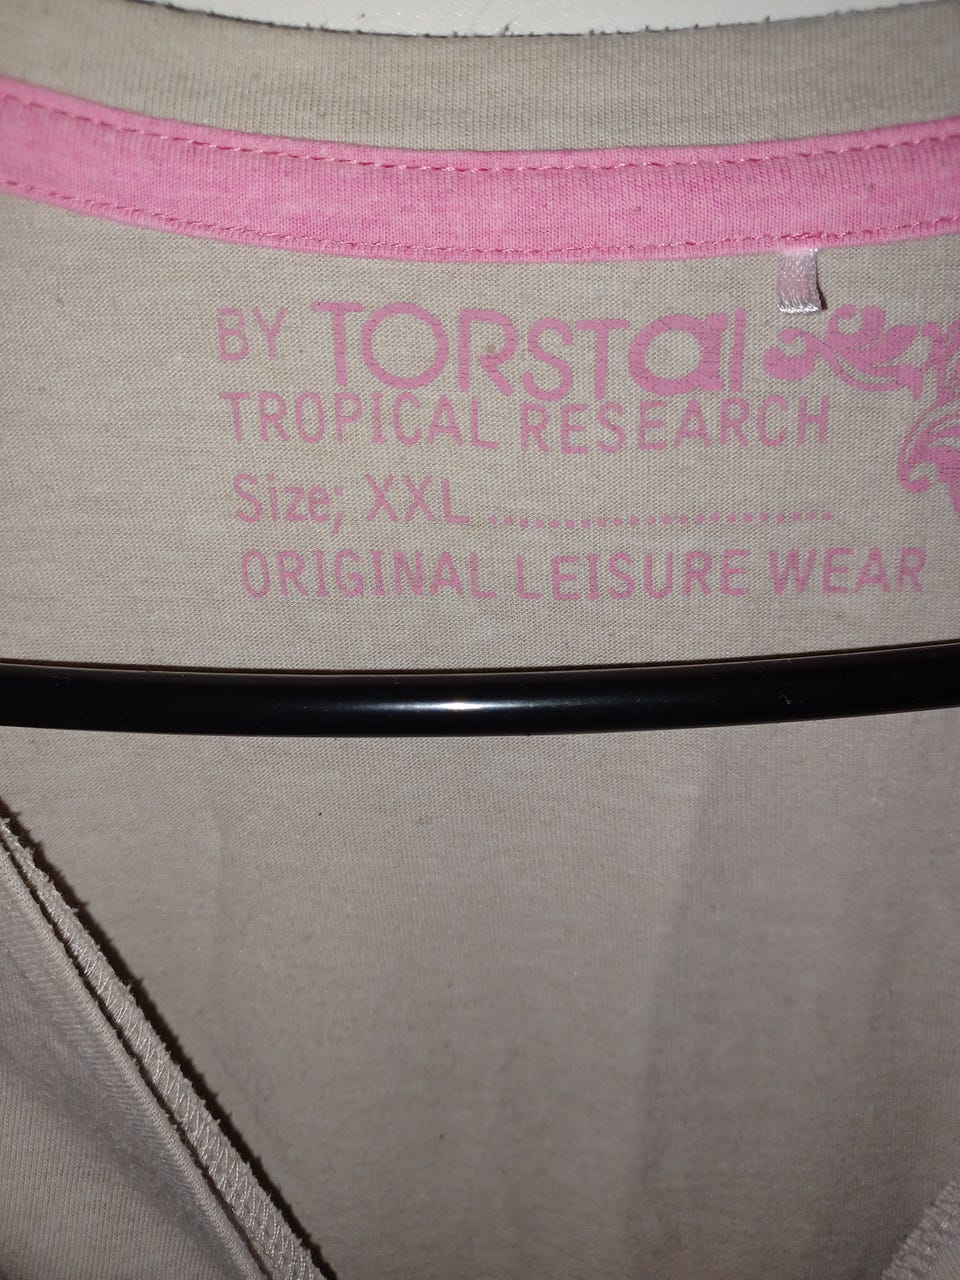 BY TORSTaI
TROPICAL RESEARCH
Size; XXL ......................
ORIGINAL LEISURE WEAR